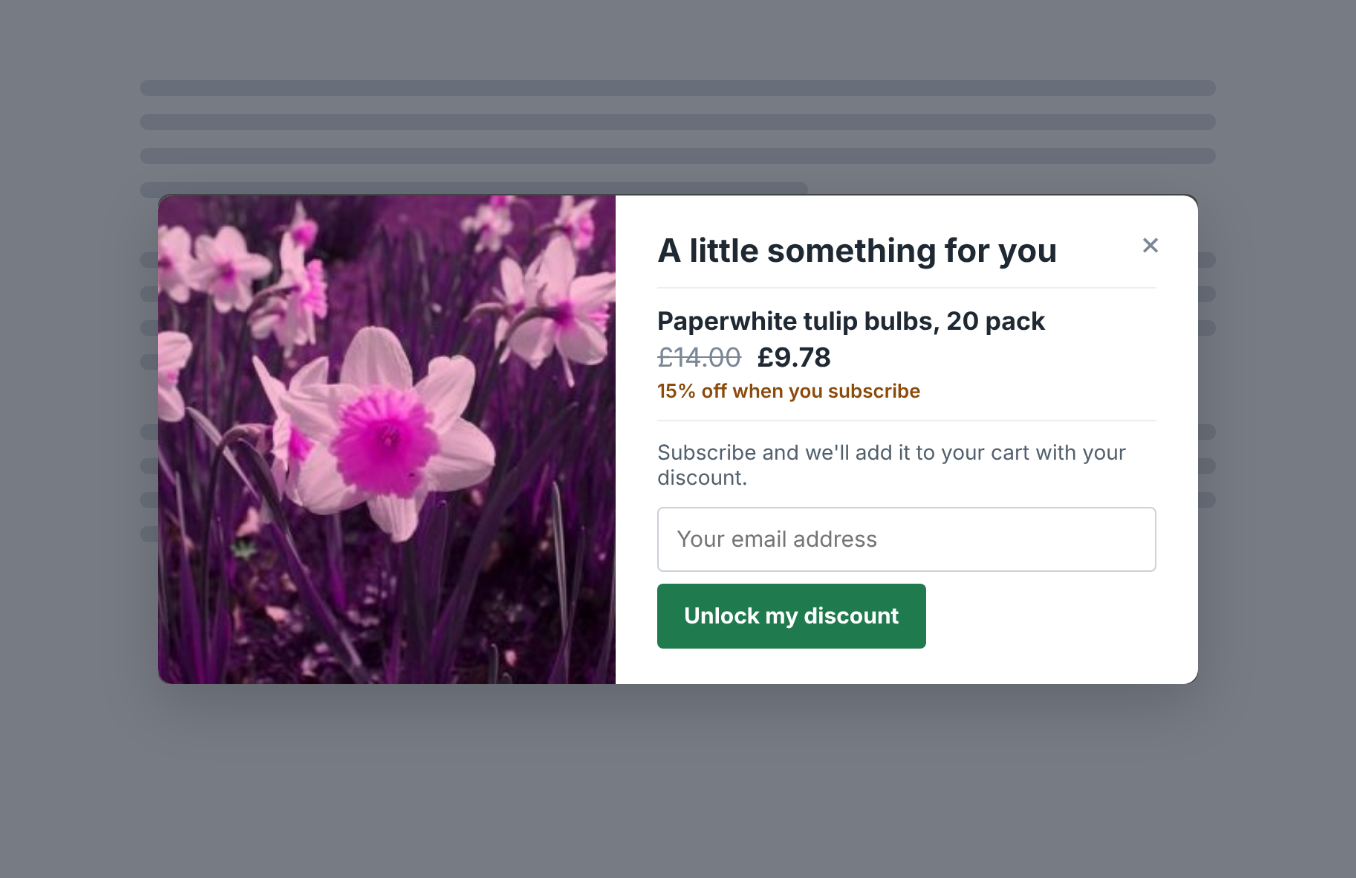 A little something for you
×
Paperwhite tulip bulbs, 20 pack
£14.00 £9.78
15% off when you subscribe
Subscribe and we'll add it to your cart with your
discount.
Your email address
Unlock my discount